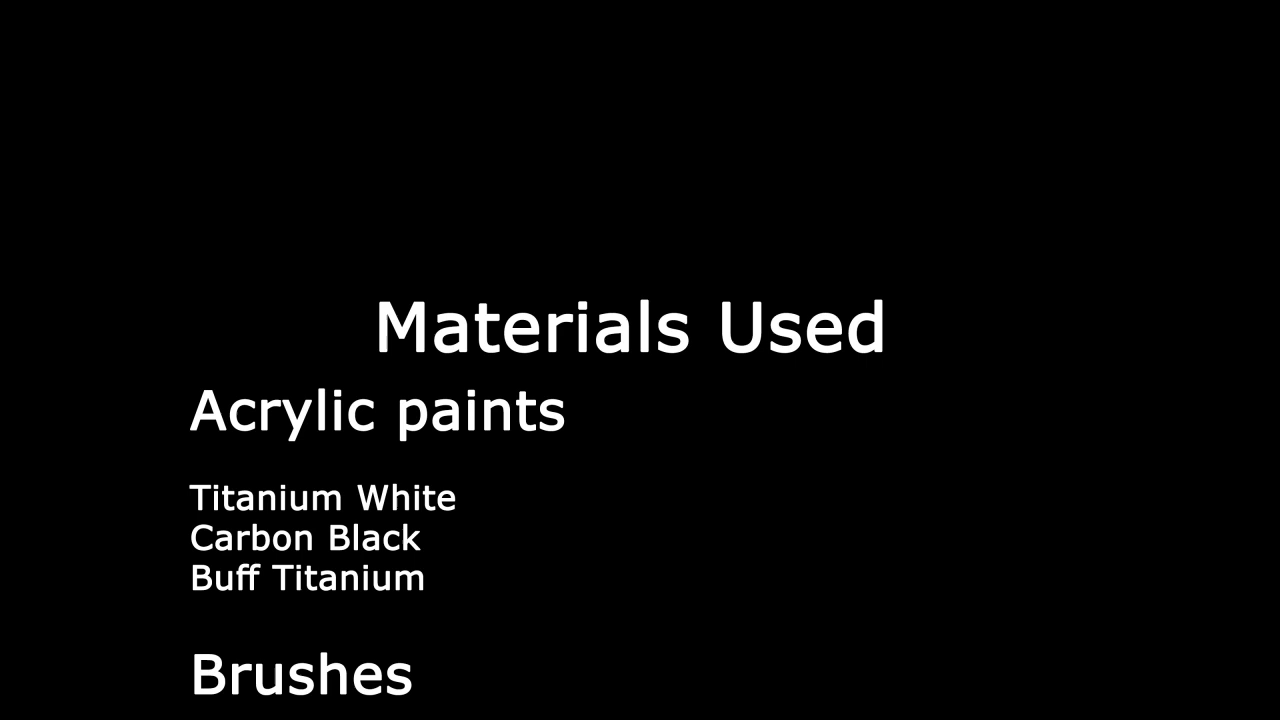 Materials Used
Acrylic paints
Titanium White
Carbon Black
Buff Titanium
Brushes